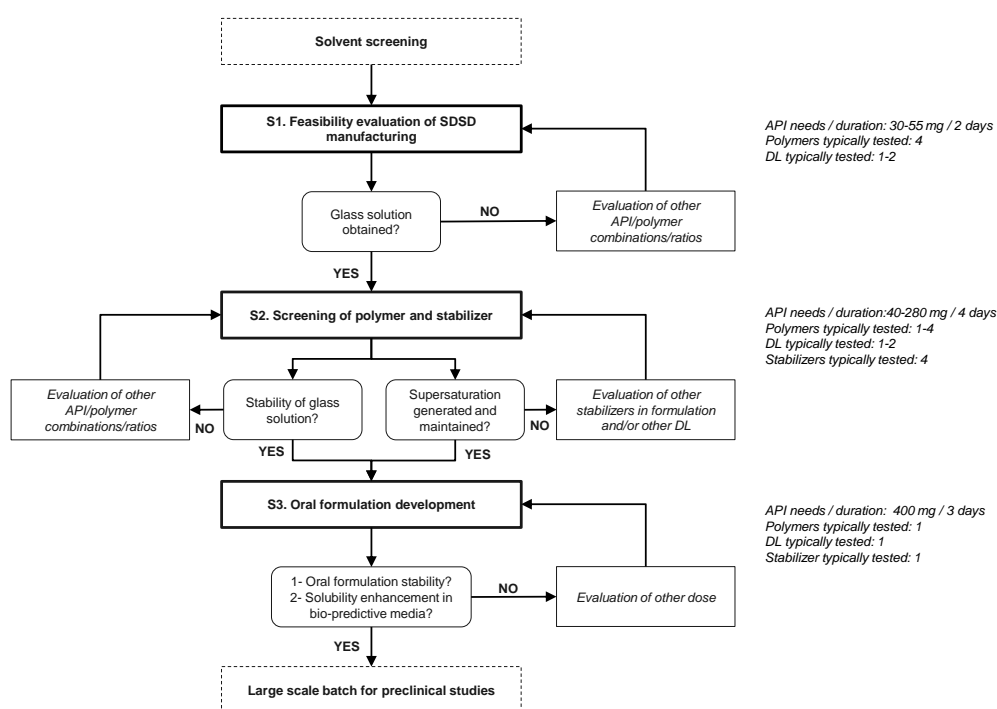 Solvent screening
S1. Feasibility evaluation of SDSD
manufacturing
API needs / duration: 30-55 mg / 2 days
Polymers typically tested: 4
DL typically tested: 1-2
Glass solution
obtained?
NO
Evaluation of other
API/polymer
combinations/ratios
YES
S2. Screening of polymer and stabilizer
API needs / duration:40-280 mg / 4 days
Polymers typically tested: 1-4
DL typically tested: 1-2
Stabilizers typically tested: 4
Evaluation of other
API/polymer
combinations/ratios
NO
Stability of glass
solution?
Supersaturation
generated and
maintained?
NO
Evaluation of other
stabilizers in formulation
and/or other DL
YES
YES
S3. Oral formulation development
API needs / duration:  400 mg / 3 days
Polymers typically tested: 1
DL typically tested: 1
Stabilizer typically tested: 1
1- Oral formulation stability?
2- Solubility enhancement in
bio-predictive media?
NO
Evaluation of other dose
YES
Large scale batch for preclinical studies